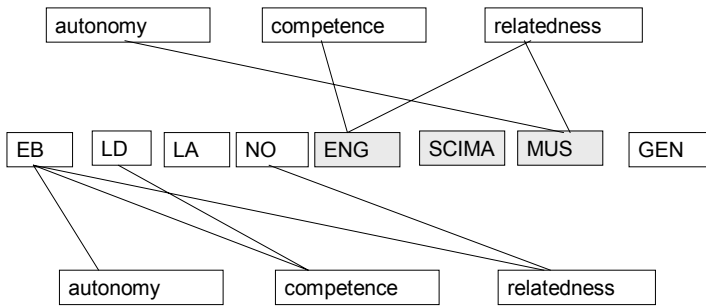 autonomy competence relatedness
EB LD LA NO ENG SCIMA MUS GEN
autonomy competence relatedness